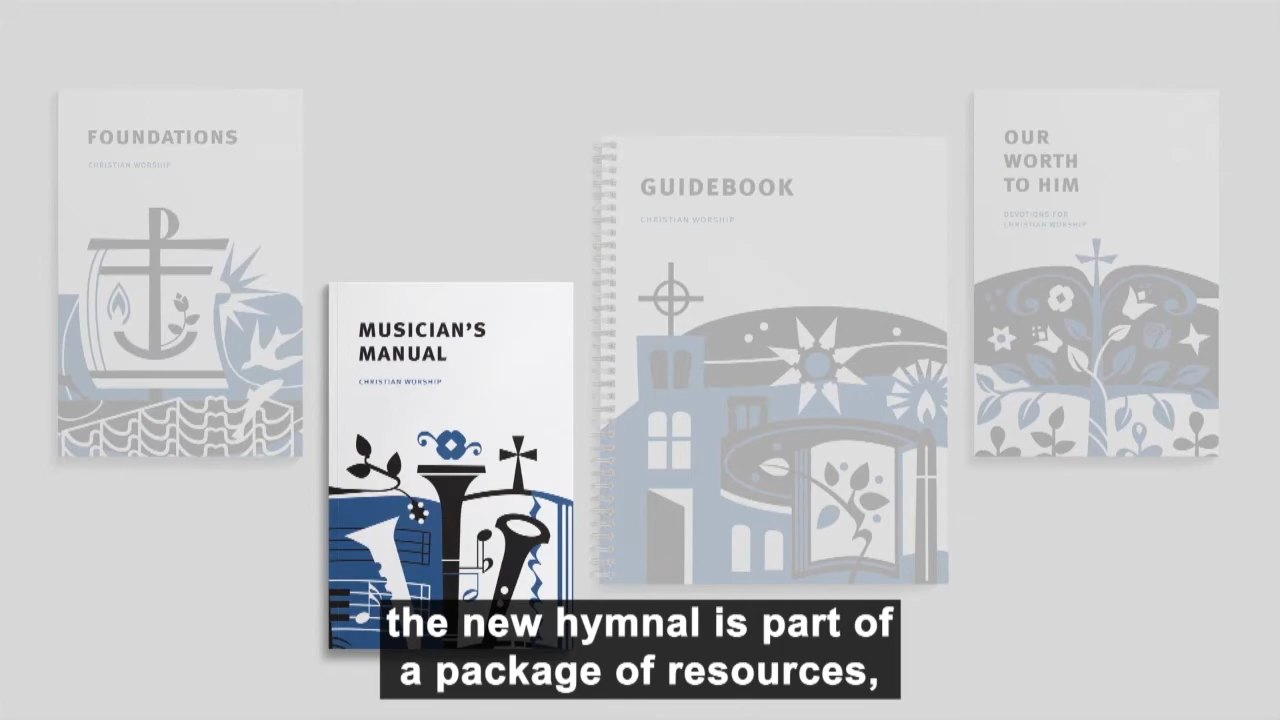 FOUNDATIONS
CHRISTIAN WORSHIP
MUSICIAN'S
MANUAL
CHRISTIAN WORSHIP
GUIDEBOOK
CHRISTIAN WORSHIP
OUR
WORTH
TO HIM
DEVOTIONS FOR
CHRISTIAN WORSHIP
the new hymnal is part of
a package of resources,